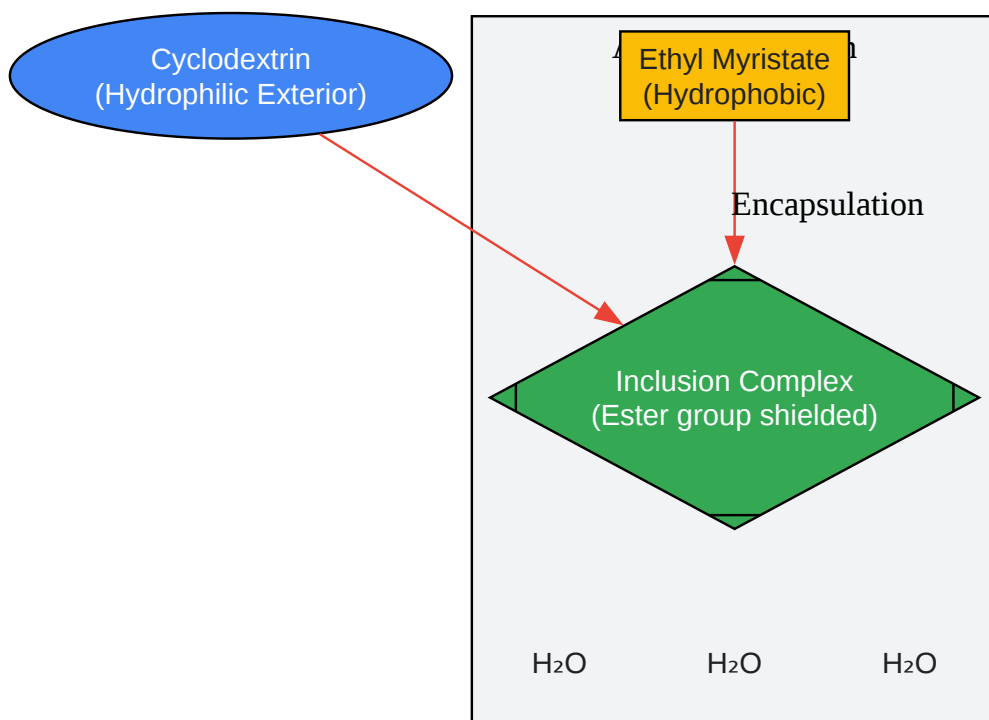 Cyclodextrin
(Hydrophilic Exterior)
Ethyl Myristate
(Hydrophobic)
Encapsulation
Inclusion Complex
(Ester group shielded)
H₂O H₂O H₂O